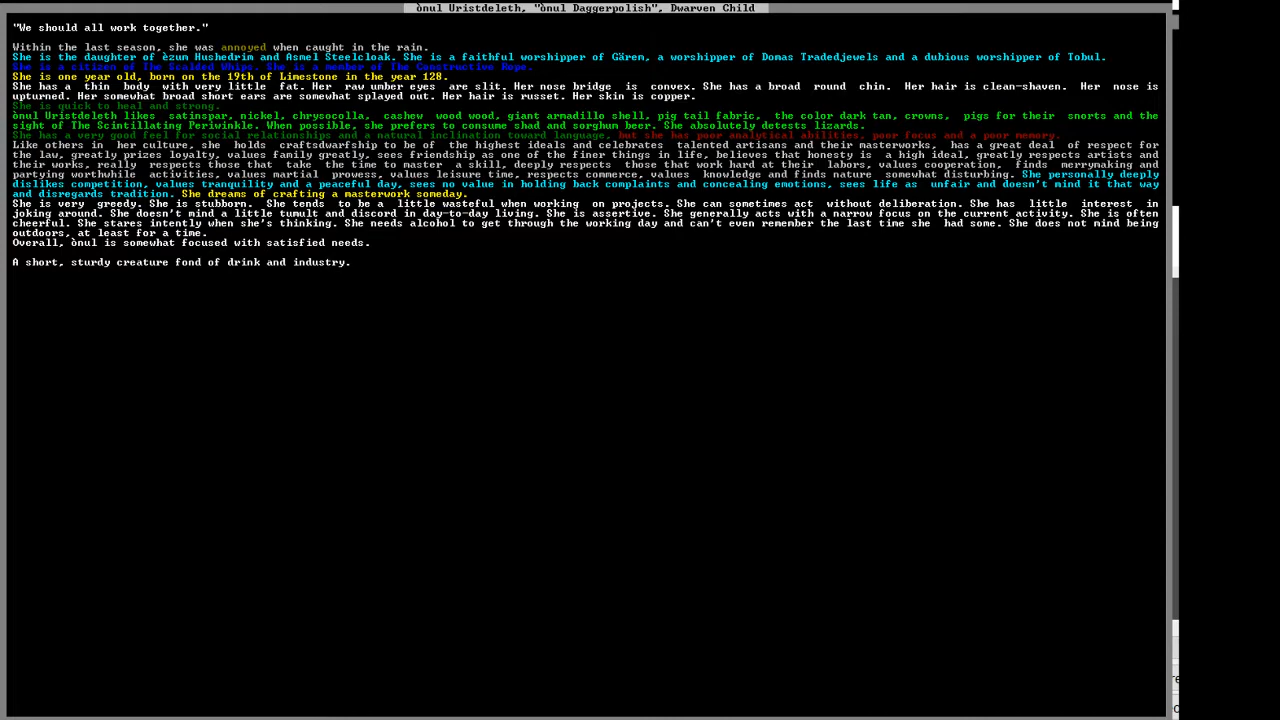 ònul Uristdeleth, "ònul Daggerpolish", Dwarven Child
"We should all work together."
Within the last season, she was annoyed when caught in the rain.
She is the daughter of èzum Hushedrim and Asmel Steelcloak. She is a faithful worshipper of Gärem, a worshipper of Domas Tradedjewels and a dubious worshipper of Tobul.
She is a citizen of The Scalded Whips. She is a member of The Constructive Rope.
She is one year old, born on the 19th of Limestone in the year 128.
She has a thin body with very little fat. Her raw umber eyes are slit. Her nose bridge is convex. She has a broad round chin. Her hair is clean-shaven. Her nose is
upturned. Her somewhat broad short ears are somewhat splayed out. Her hair is russet. Her skin is copper.
She is quick to heal and strong.
ònul Uristdeleth likes satinspar, nickel, chrysocolla, cashew wood wood, giant armadillo shell, pig tail fabric, the color dark tan, crowns, pigs for their snorts and the
sight of The Scintillating Periwinkle. When possible, she prefers to consume shad and sorghum beer. She absolutely detests lizards.
She has a very good feel for social relationships and a natural inclination toward language, but she has poor analytical abilities, poor focus and a poor memory.
Like others in her culture, she holds craftsdwarfship to be of the highest ideals and celebrates talented artisans and their masterworks, has a great deal of respect for
the law, greatly prizes loyalty, values family greatly, sees friendship as one of the finer things in life, believes that honesty is a high ideal, greatly respects artists and
their works, really respects those that take the time to master a skill, deeply respects those that work hard at their labors, values cooperation, finds merrymaking and
partying worthwhile activities, values martial prowess, values leisure time, respects commerce, values knowledge and finds nature somewhat disturbing. She personally deeply
dislikes competition, values tranquility and a peaceful day, sees no value in holding back complaints and concealing emotions, sees life as unfair and doesn't mind it that way
and disregards tradition. She dreams of crafting a masterwork someday.
She is very greedy. She is stubborn. She tends to be a little wasteful when working on projects. She can sometimes act without deliberation. She has little interest in
joking around. She doesn't mind a little tumult and discord in day-to-day living. She is assertive. She generally acts with a narrow focus on the current activity. She is often
cheerful. She stares intently when she's thinking. She needs alcohol to get through the working day and can't even remember the last time she had some. She does not mind being
outdoors, at least for a time.
Overall, ònul is somewhat focused with satisfied needs.
A short, sturdy creature fond of drink and industry.